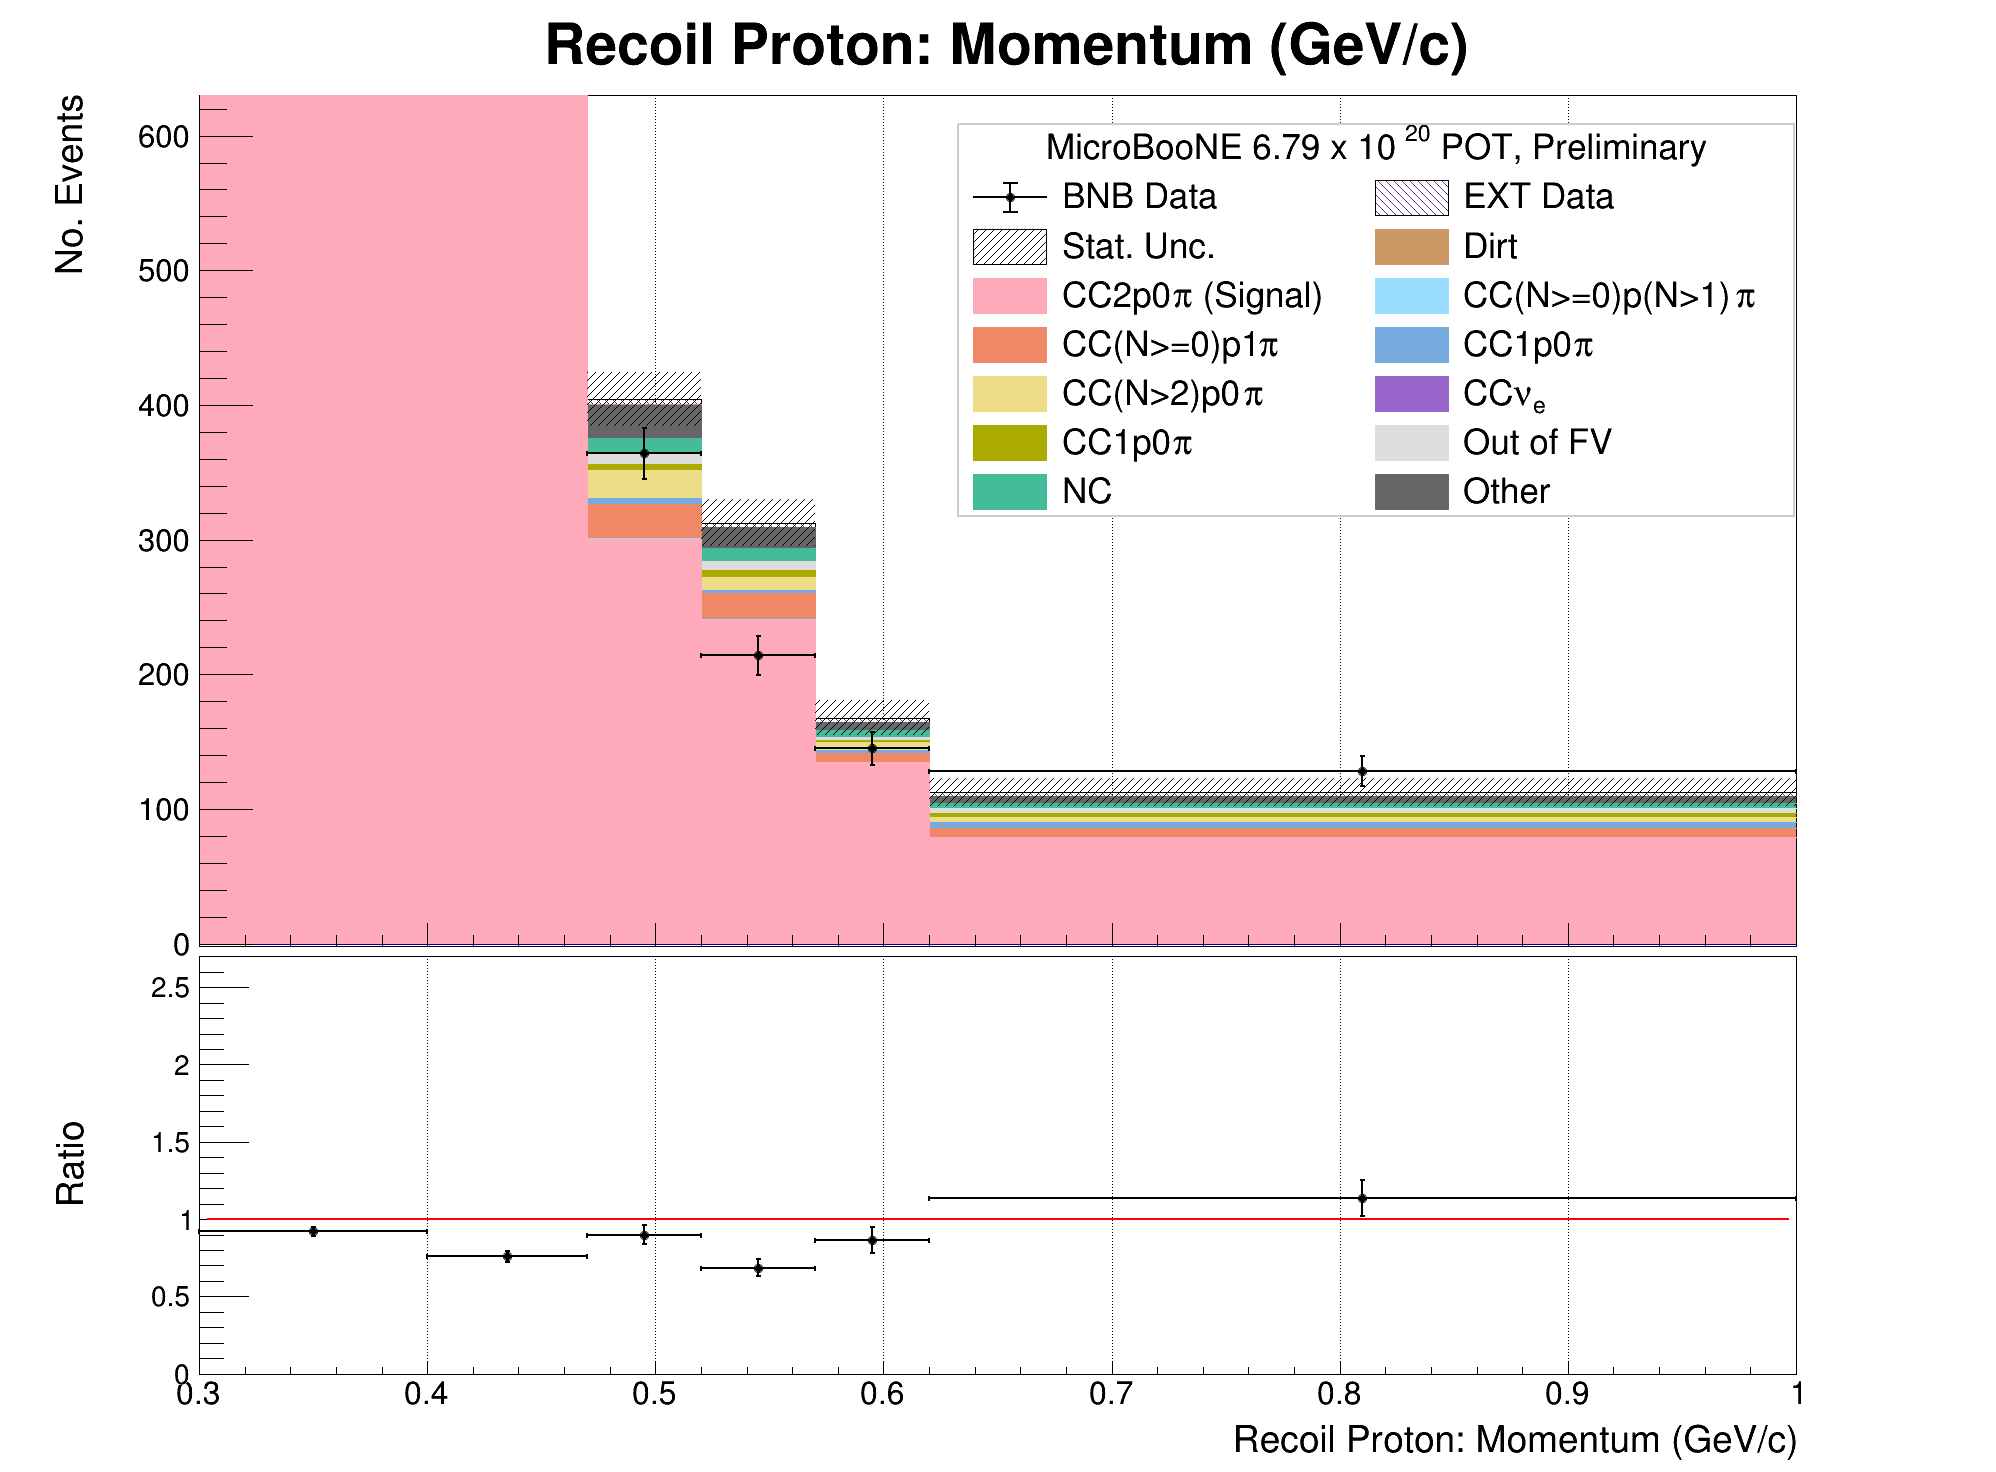 Recoil Proton: Momentum (GeV/c)
No. Events
600
500
400
300
200
100
0
MicroBooNE 6.79 x 10 20 POT, Preliminary
BNB Data
EXT Data
Stat. Unc.
Dirt
CC2p0π (Signal)
CC(N>=0)p(N>1)π
CC(N>=0)p1π
CC1p0π
CC(N>2)p0π
CCνe
CC1p0π
Out of FV
NC
Other
Ratio
2.5
2
1.5
1
0.5
0
0.3 0.4 0.5 0.6 0.7 0.8 0.9 1
Recoil Proton: Momentum (GeV/c)